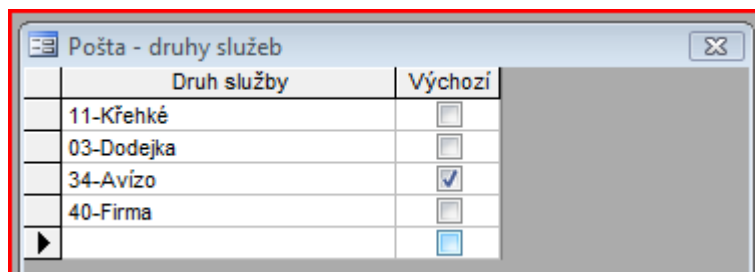 Pošta - druhy služeb
Druh služby Výchozí
11-Křehké
03-Dodejka
34-Avízo
40-Firma